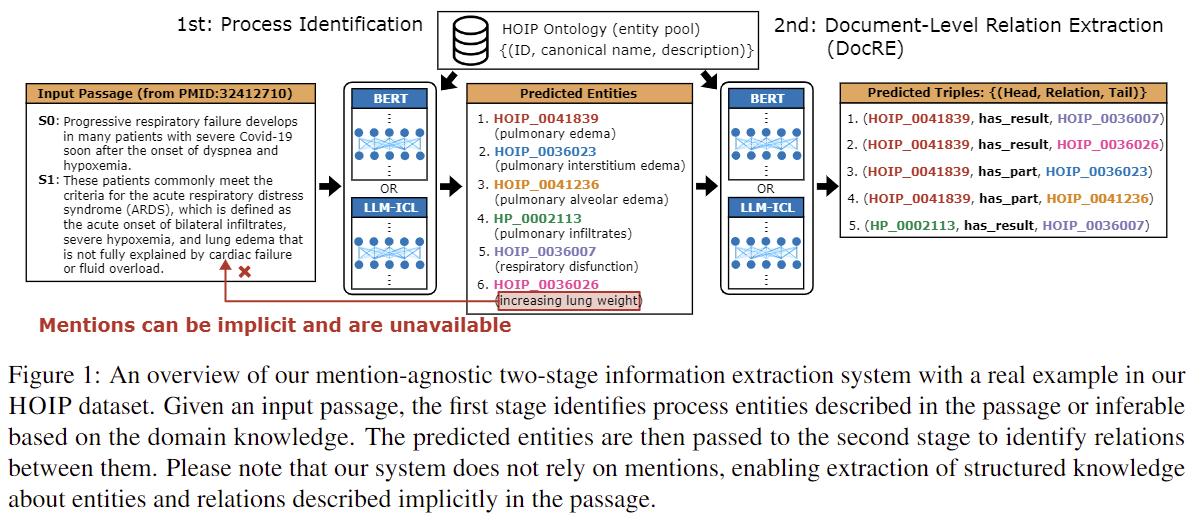 1st: Process Identification
HOIP Ontology (entity pool)
{(ID, canonical name, description)}
2nd: Document-Level Relation Extraction
(DocRE)
Input Passage (from PMID:32412710)
S0: Progressive respiratory failure develops
in many patients with severe Covid-19
soon after the onset of dyspnea and
hypoxemia.
S1: These patients commonly meet the
criteria for the acute respiratory distress
syndrome (ARDS), which is defined as
the acute onset of bilateral infiltrates,
severe hypoxemia, and lung edema that
is not fully explained by cardiac failure
or fluid overload.
BERT
OR
LLM-ICL
Predicted Entities
1. HOIP_0041839
(pulmonary edema)
2. HOIP_0036023
(pulmonary interstitium edema)
3. HOIP_0041236
(pulmonary alveolar edema)
4. HP_0002113
(pulmonary infiltrates)
5. HOIP_0036007
(respiratory disfunction)
6. HOIP_0036026
(increasing lung weight)
BERT
OR
LLM-ICL
Predicted Triples: {(Head, Relation, Tail)}
1. (HOIP_0041839, has_result, HOIP_0036007)
2. (HOIP_0041839, has_result, HOIP_0036026)
3. (HOIP_0041839, has_part, HOIP_0036023)
4. (HOIP_0041839, has_part, HOIP_0041236)
5. (HP_0002113, has_result, HOIP_0036007)
Mentions can be implicit and are unavailable
Figure 1: An overview of our mention-agnostic two-stage information extraction system with a real example in our
HOIP dataset. Given an input passage, the first stage identifies process entities described in the passage or inferable
based on the domain knowledge. The predicted entities are then passed to the second stage to identify relations
between them. Please note that our system does not rely on mentions, enabling extraction of structured knowledge
about entities and relations described implicitly in the passage.